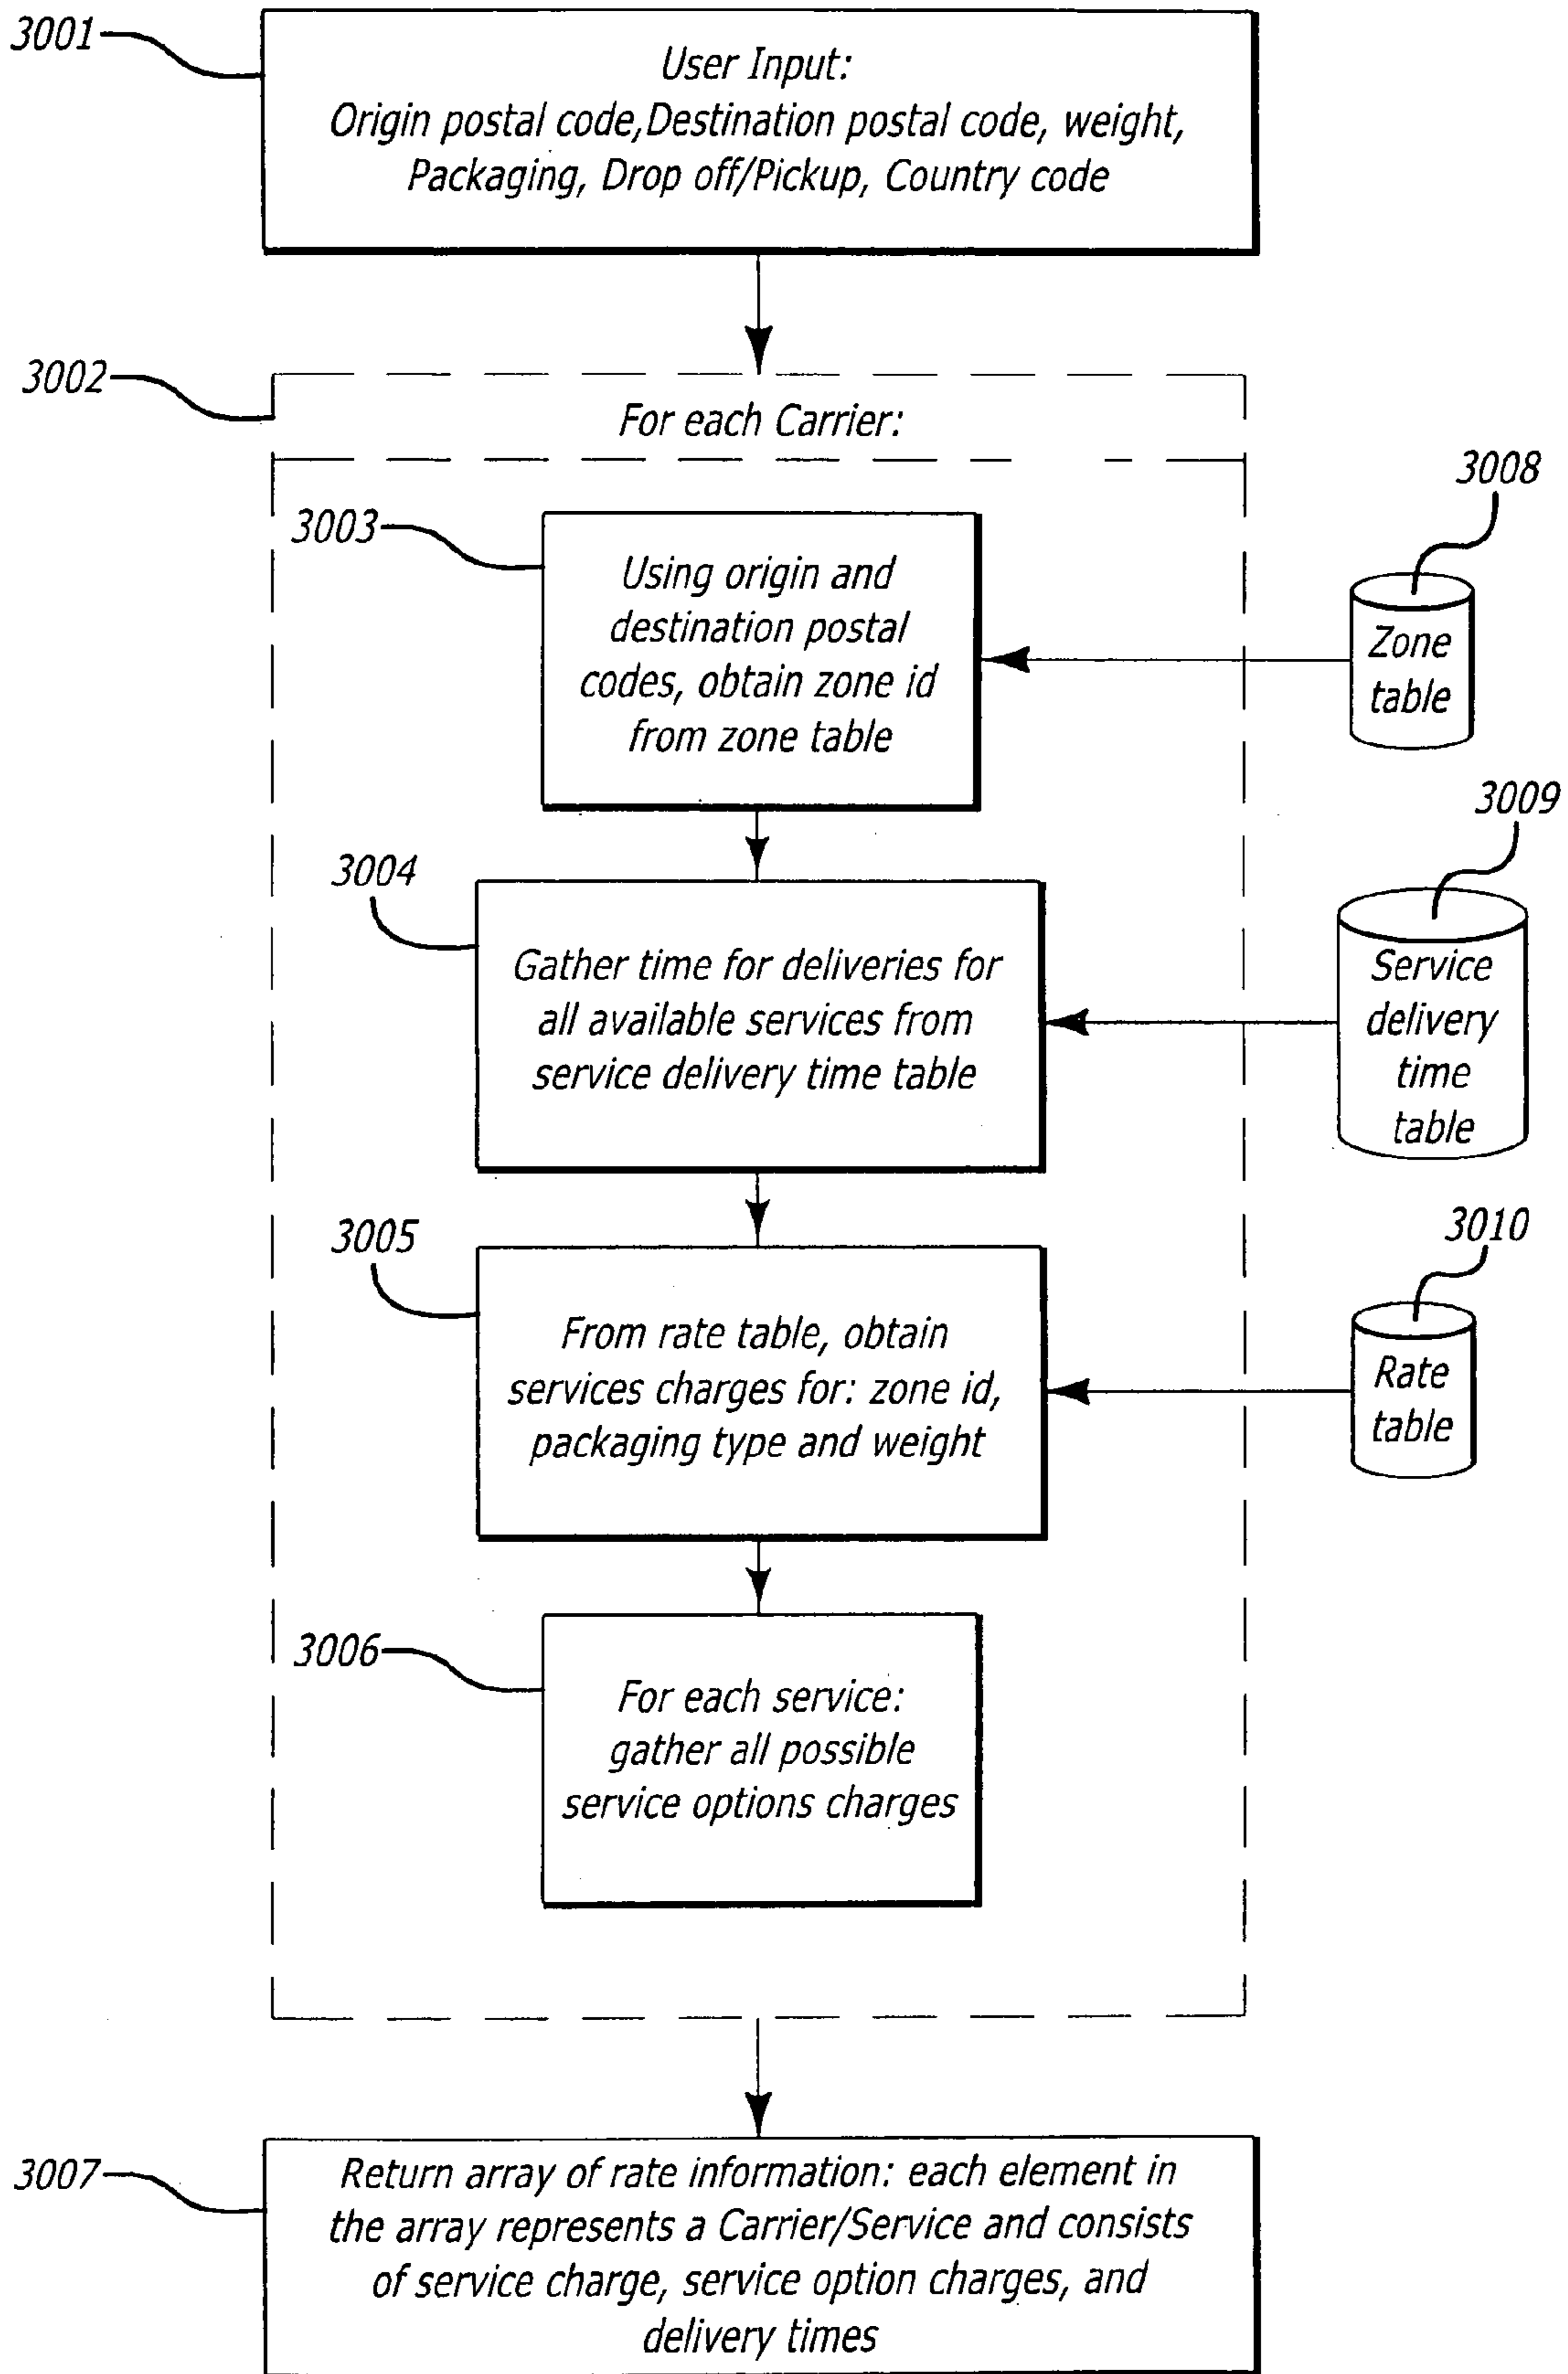 3001
User Input:
Origin postal code,Destination postal code, weight,
Packaging, Drop off/Pickup, Country code
3002
For each Carrier:
3008
Zone
table
3003
Using origin and
destination postal
codes, obtain zone id
from zone table
3009
Service
delivery
time
table
3004
Gather time for deliveries for
all available services from
service delivery time table
3010
Rate
table
3005
From rate table, obtain
services charges for: zone id,
packaging type and weight
3006
For each service:
gather all possible
service options charges
3007
Return array of rate information: each element in
the array represents a Carrier/Service and consists
of service charge, service option charges, and
delivery times